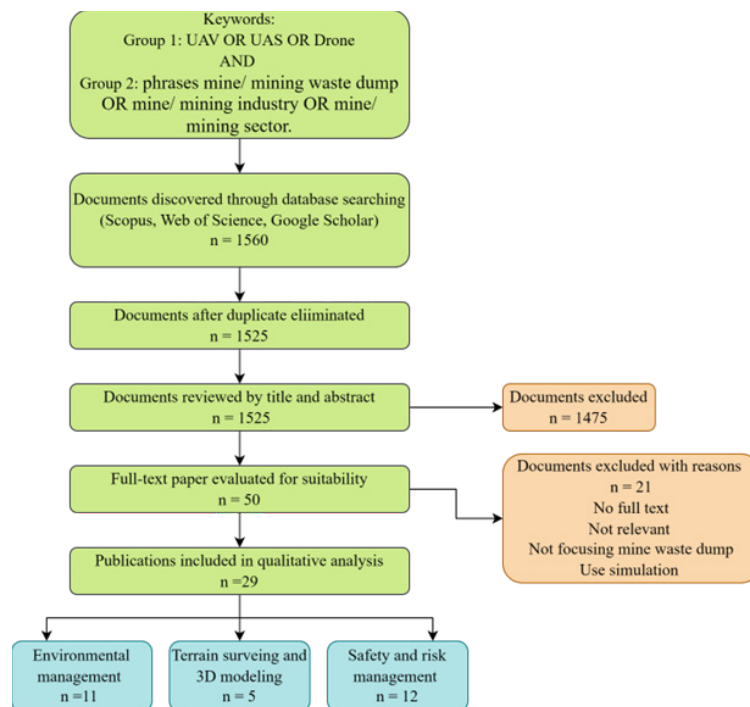 Keywords:
Group 1: UAV OR UAS OR Drone
AND
Group 2: phrases mine/ mining waste dump
OR mine/ mining industry OR mine/
mining sector.
Documents discovered through database searching
(Scopus, Web of Science, Google Scholar)
n = 1560
Documents after duplicate eliiminated
n = 1525
Documents reviewed by title and abstract
n = 1525
Documents excluded
n = 1475
Full-text paper evaluated for suitability
n = 50
Documents excluded with reasons
n = 21
No full text
Not relevant
Not focusing mine waste dump
Use simulation
Publications included in qualitative analysis
n =29
Environmental
management
n =11
Terrain surveing and
3D modeling
n = 5
Safety and risk
management
n = 12